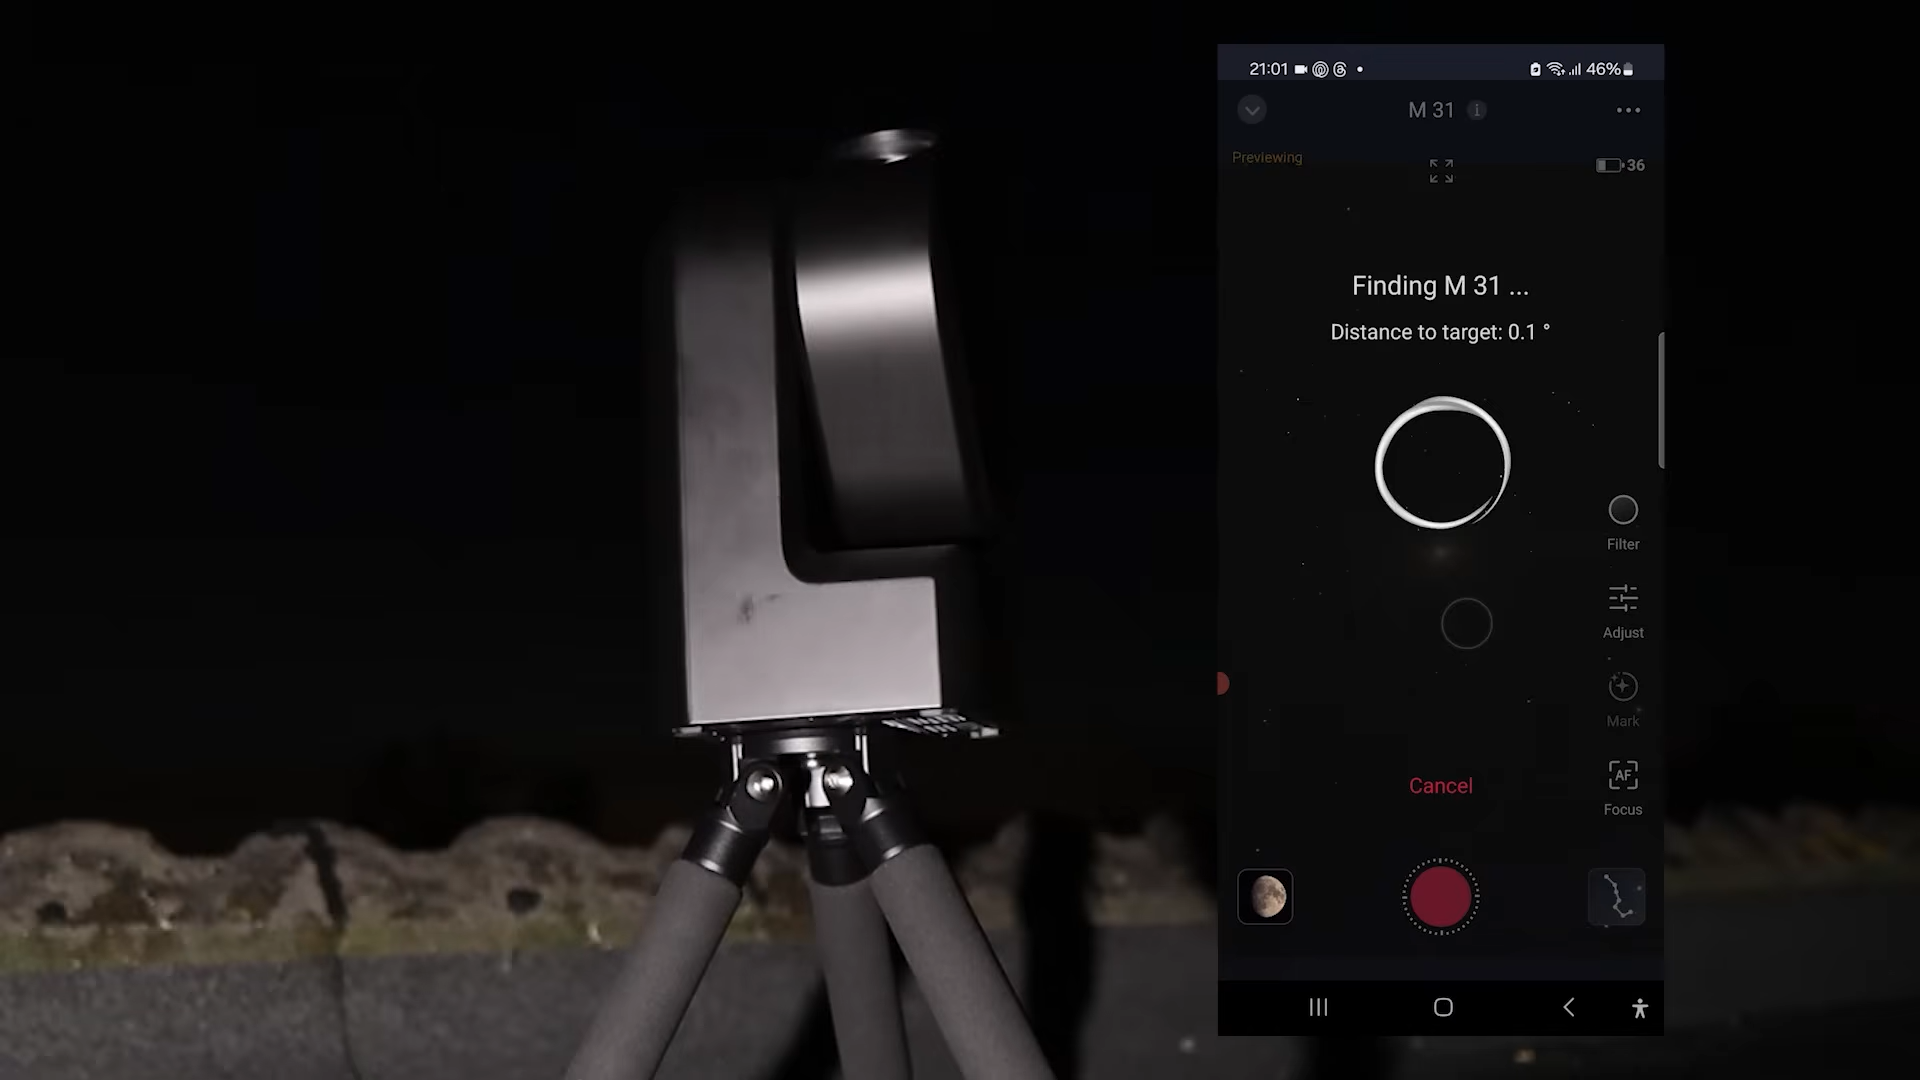 21:01
46%
M 31
Previewing
36
Finding M 31 ...
Distance to target: 0.1 °
Filter
Adjust
Mark
AF
Focus
Cancel